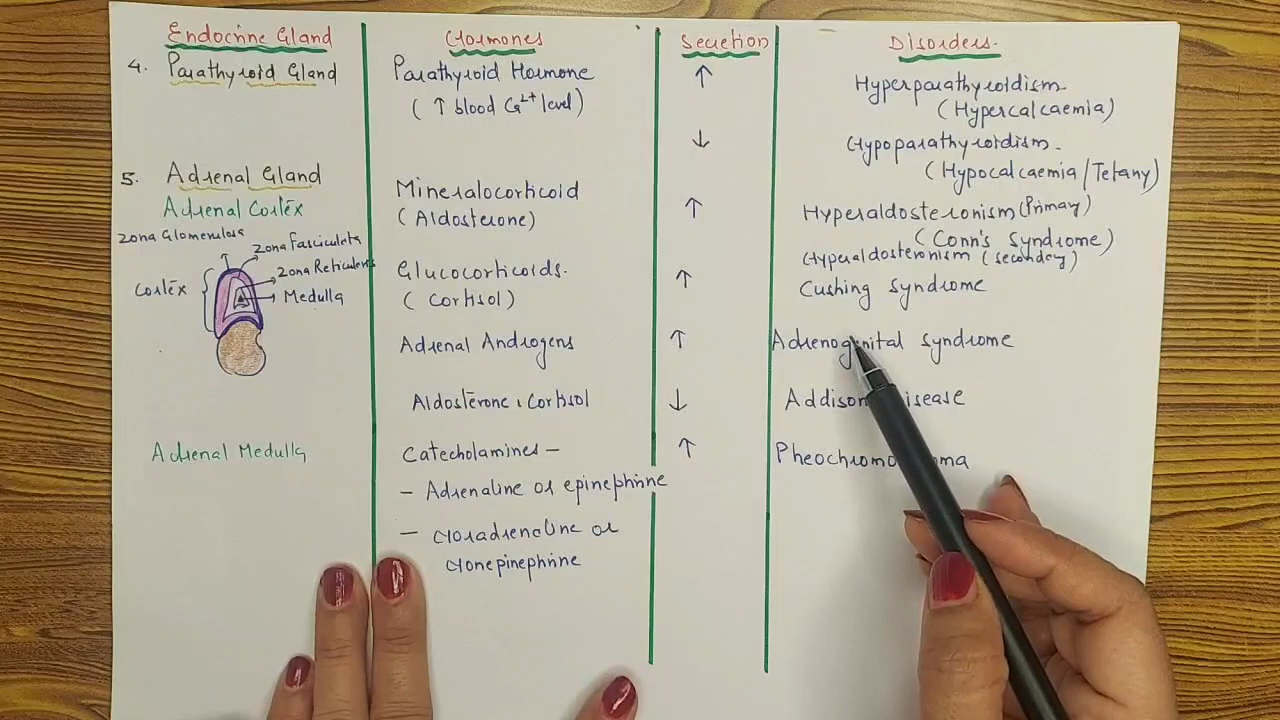 Endocrine Gland Hormones Secretion Disorders.
4. Parathyroid Gland Parathyroid Hormone ↑ Hyperparathyroidism
(↑ blood Ca2+ level) (Hypercalcaemia)
↓ Hypoparathyroidism.
(Hypocalcaemia/Tetany)
5. Adrenal Gland
Adrenal Cortex
Mineralocorticoid ↑ Hyperaldosteronism (Primary)
(Aldosterone) (Conn's Syndrome)
Hyperaldosteronism (secondary)
Zona Glomerulosa
Zona Fasciculata
Zona Reticularis
Cortex
Medulla
Glucocorticoids. ↑ Cushing Syndrome
(Cortisol)
Adrenal Androgens ↑ Adrenogenital Syndrome
Aldosterone, Cortisol ↓ Addison Disease
Adrenal Medulla Catecholamines – ↑
– Adrenaline or epinephrine
– Noradrenaline or
Norepinephrine